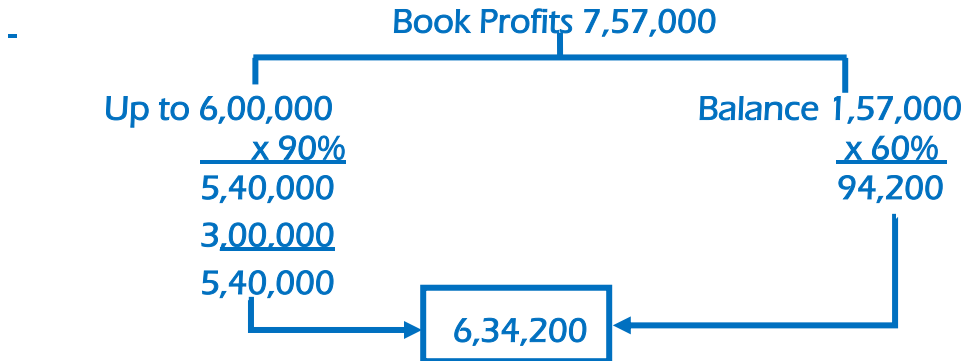 -
Book Profits 7,57,000
Up to 6,00,000
x 90%
5,40,000
3,00,000
5,40,000
Balance 1,57,000
x 60%
94,200
6,34,200